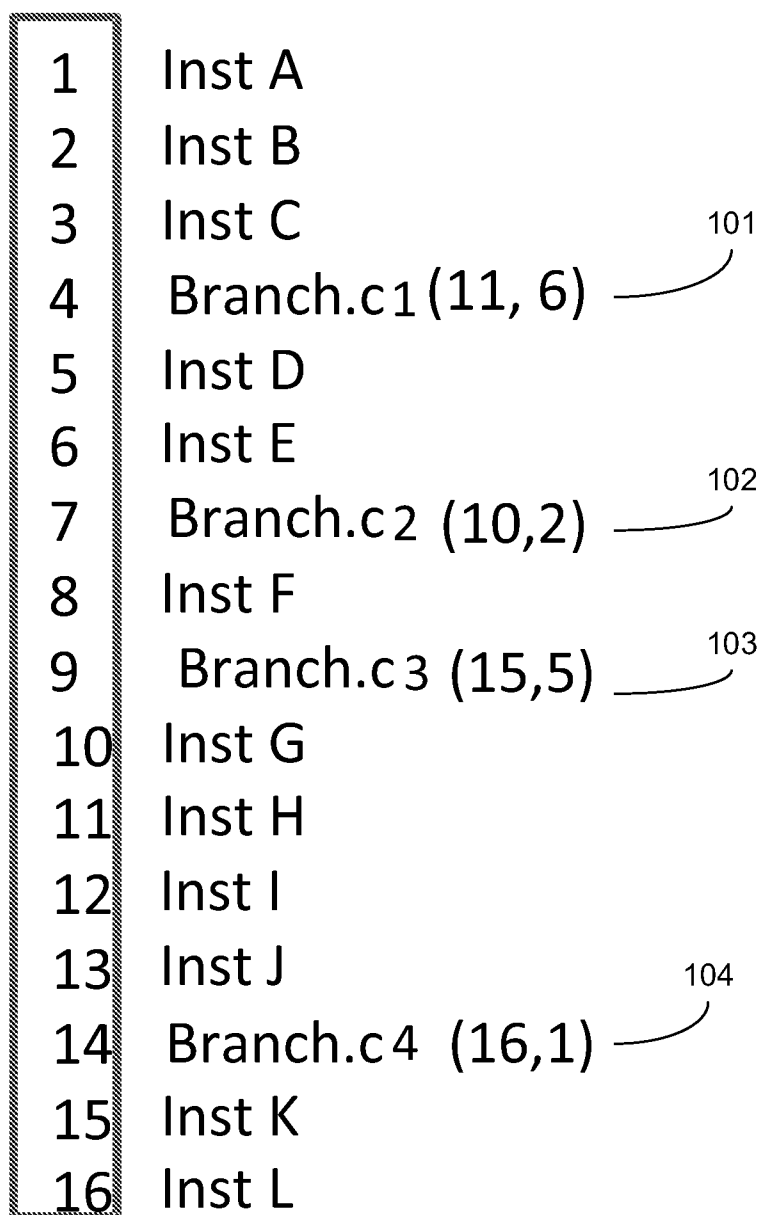 1 Inst A
2 Inst B
3 Inst C
101
4 Branch.c1 (11, 6)
5 Inst D
6 Inst E
102
7 Branch.c2 (10,2)
8 Inst F
103
9 Branch.c3 (15,5)
10 Inst G
11 Inst H
12 Inst I
13 Inst J
104
14 Branch.c4 (16,1)
15 Inst K
16 Inst L